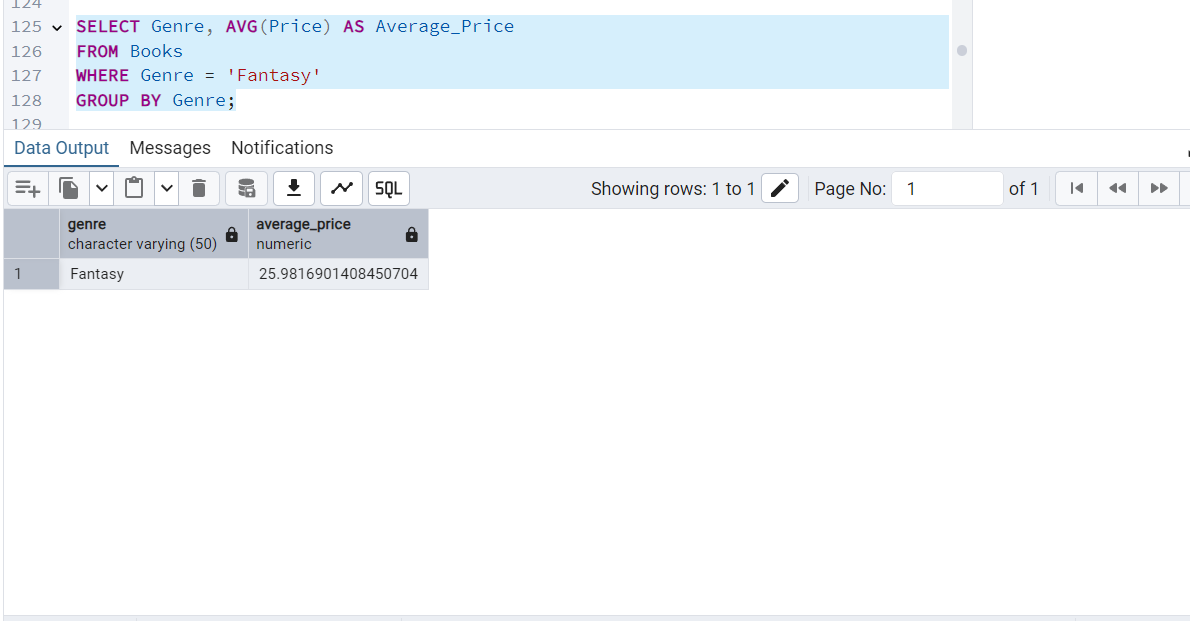 124
125 SELECT Genre, AVG(Price) AS Average_Price
126 FROM Books
127 WHERE Genre = 'Fantasy'
128 GROUP BY Genre;
129
Data Output Messages Notifications
SQL Showing rows: 1 to 1 Page No: 1 of 1
genre average_price
character varying (50) numeric
1 Fantasy 25.9816901408450704